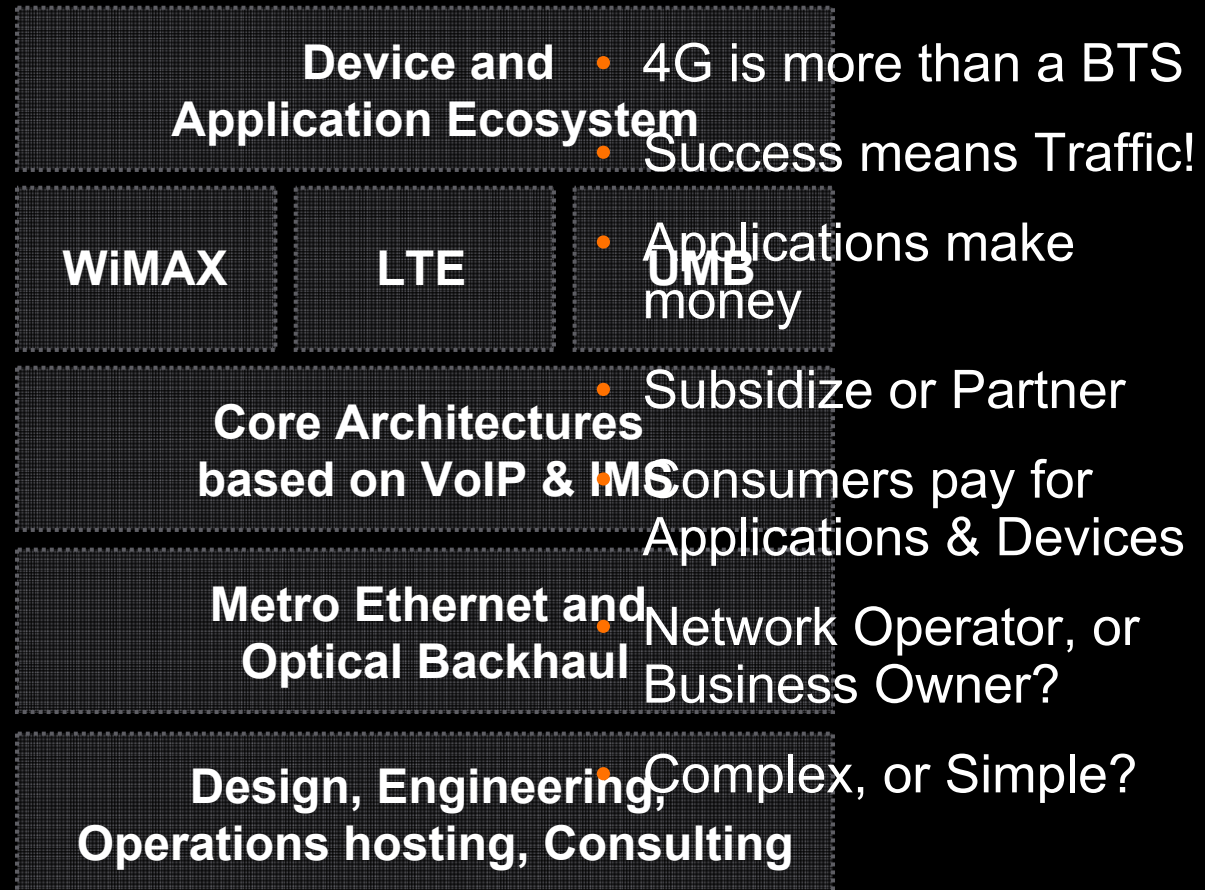 Device and
Application Ecosystem
WiMAX
LTE
UMB
Core Architectures
based on VoIP & IMS
Metro Ethernet and
Optical Backhaul
Design, Engineering,
Operations hosting, Consulting
• 4G is more than a BTS
• Success means Traffic!
• Applications make
money
• Subsidize or Partner
• Consumers pay for
Applications & Devices
• Network Operator, or
Business Owner?
• Complex, or Simple?